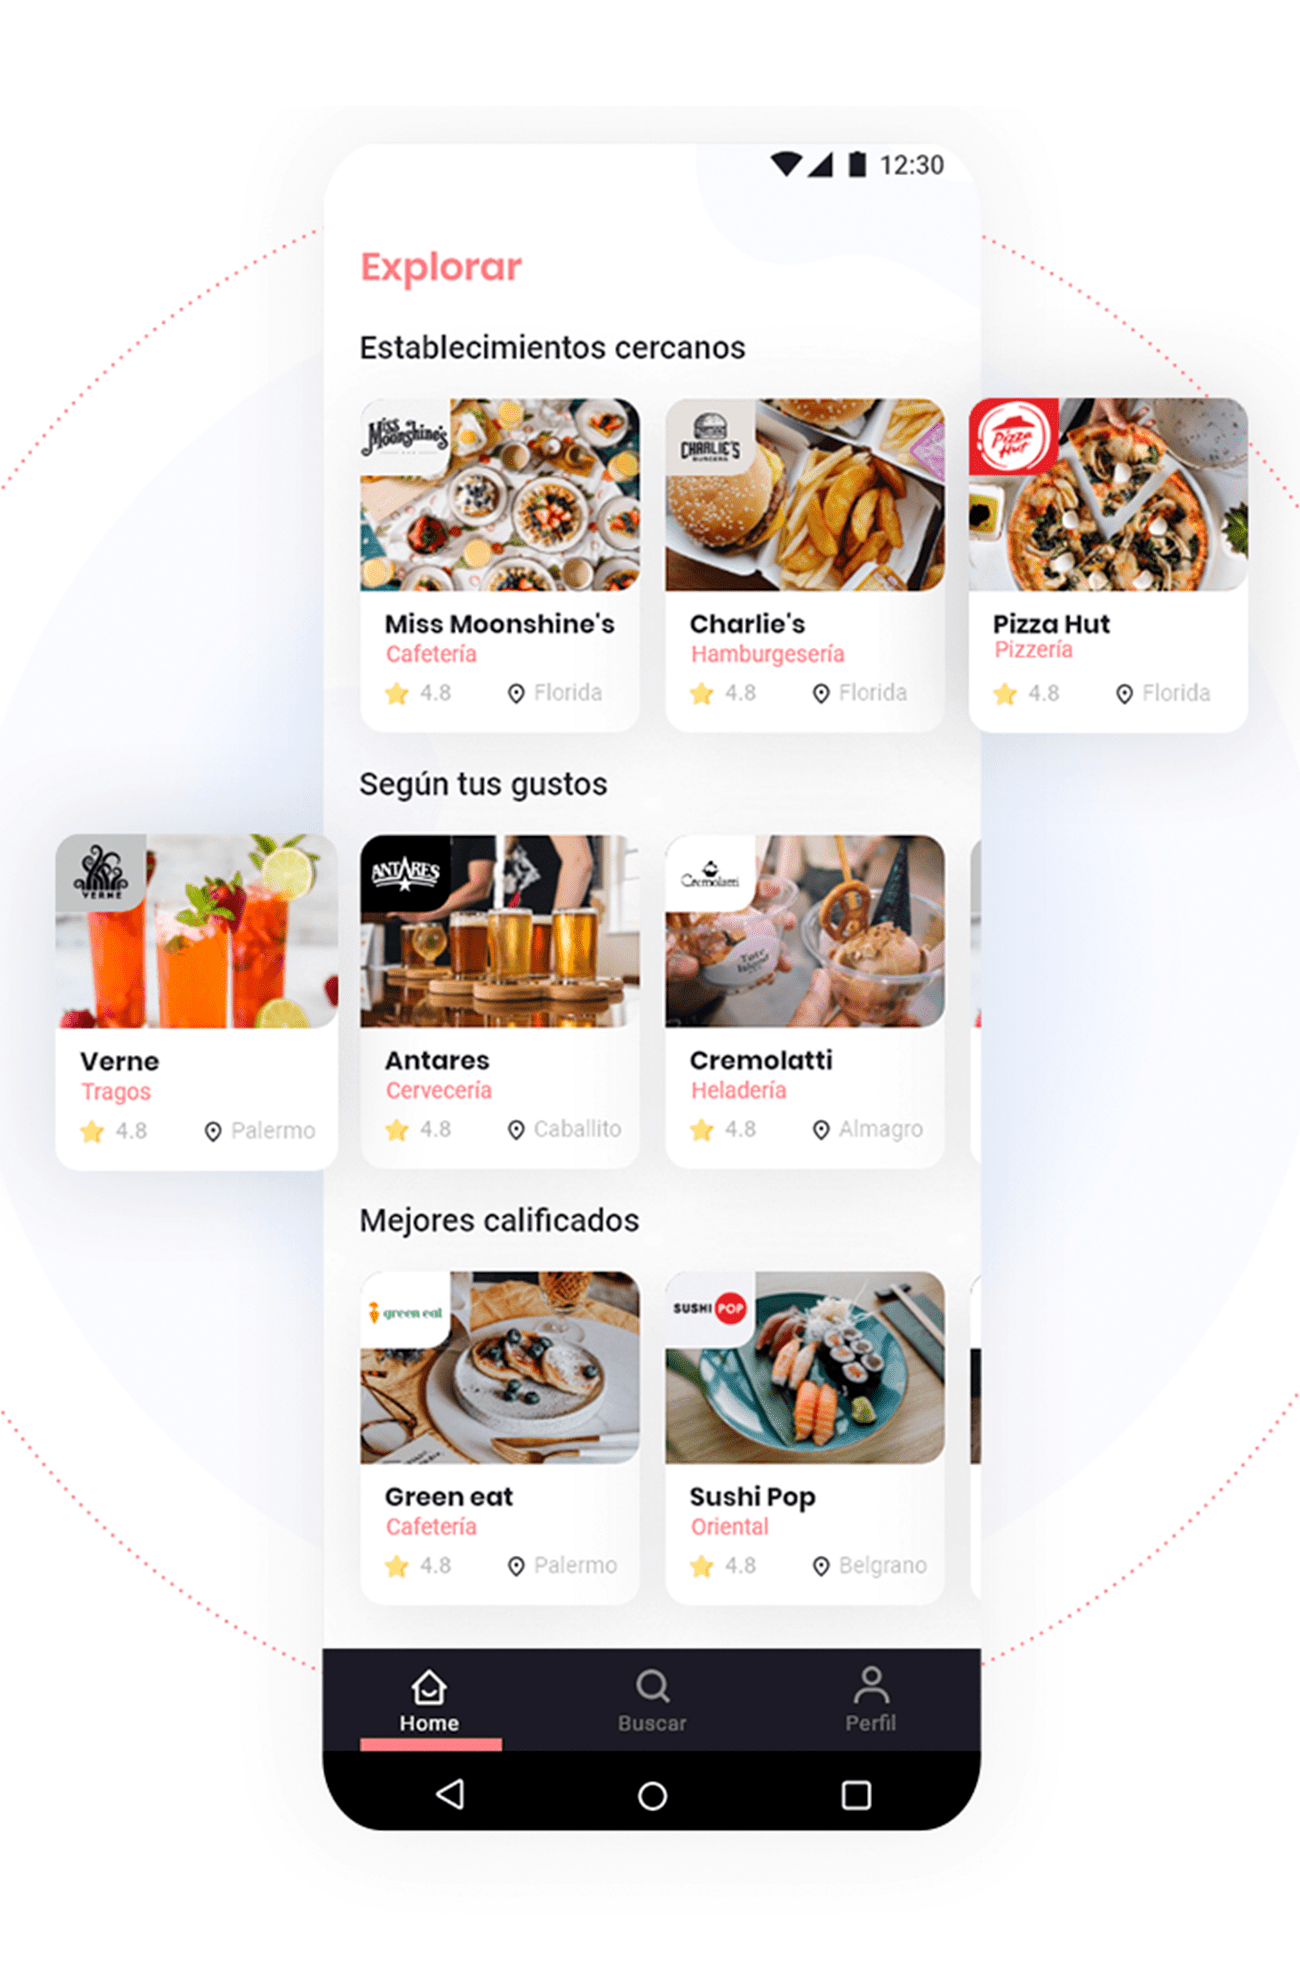 12:30
Explorar
Establecimientos cercanos
Miss Moonshine's
CHARLIE'S
BURGERS
Pizza Hut
Miss Moonshine's
Cafetería
4.8
Florida
Charlie's
Hamburgesería
4.8
Florida
Pizza Hut
Pizzería
4.8
Florida
Según tus gustos
VERNE
ANTARES
Cremolatti
Tate Island
Verne
Tragos
4.8
Palermo
Antares
Cervecería
4.8
Caballito
Cremolatti
Heladería
4.8
Almagro
Mejores calificados
green eat
SUSHI POP
Green eat
Cafetería
4.8
Palermo
Sushi Pop
Oriental
4.8
Belgrano
Home
Buscar
Perfil